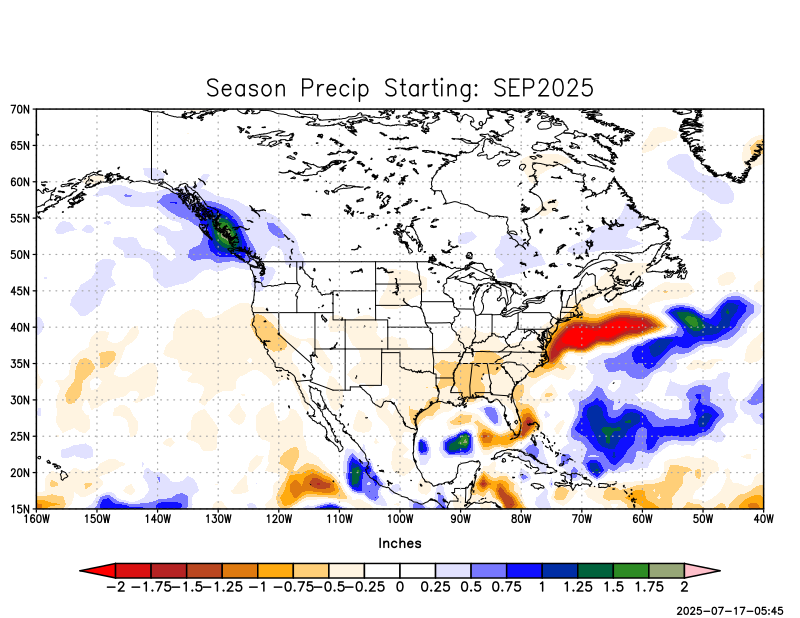 Season Precip Starting: SEP2025
70N
65N
60N
55N
50N
45N
40N
35N
30N
25N
20N
15N
160W 150W 140W 130W 120W 110W 100W 90W 80W 70W 60W 50W 40W
Inches
−2 −1.75 −1.5 −1.25 −1 −0.75 −0.5 −0.25 0 0.25 0.5 0.75 1 1.25 1.5 1.75 2
2025-07-17-05:45